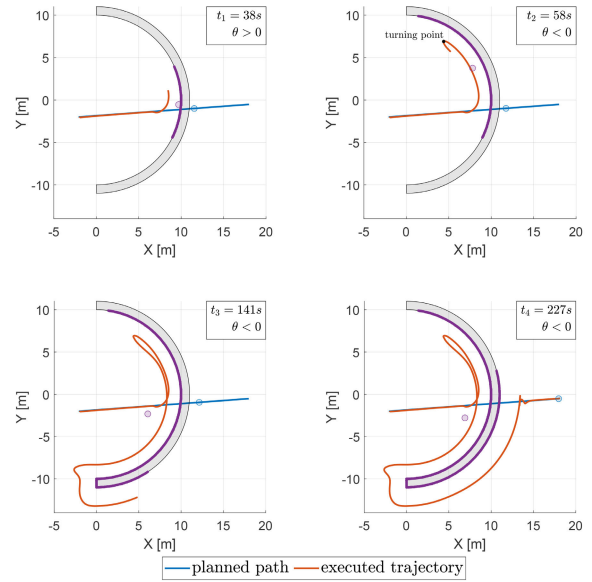 t₁ = 38s
θ > 0
10
5
0
-5
-10
Y [m]
-5 0 5 10 15 20
X [m]
t₂ = 58s
θ < 0
turning point
10
5
0
-5
-10
Y [m]
-5 0 5 10 15 20
X [m]
t₃ = 141s
θ < 0
10
5
0
-5
-10
Y [m]
-5 0 5 10 15 20
X [m]
t₄ = 227s
θ < 0
10
5
0
-5
-10
Y [m]
-5 0 5 10 15 20
X [m]
planned path executed trajectory